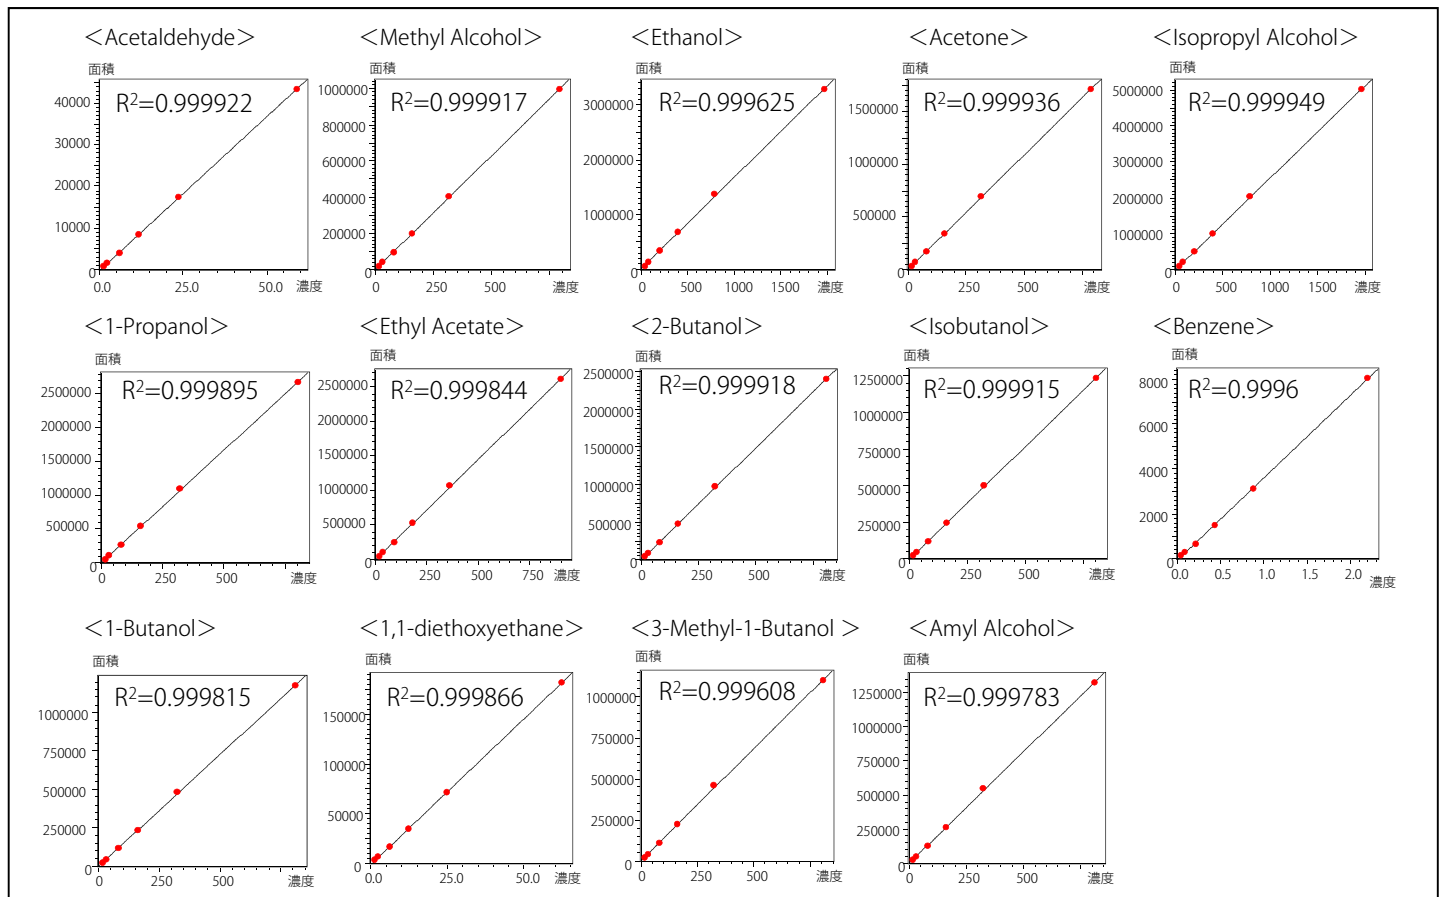 ＜Acetaldehyde＞
面積
R²=0.999922
40000
30000
20000
10000
0
0.0 25.0 50.0 濃度
＜Methyl Alcohol＞
面積
R²=0.999917
1000000
800000
600000
400000
200000
0
0.0 250 500 750 濃度
＜Ethanol＞
面積
R²=0.999625
3000000
2000000
1000000
0
0 500 1000 1500 濃度
＜Acetone＞
面積
R²=0.999936
1500000
1000000
500000
0
0 250 500 濃度
＜Isopropyl Alcohol＞
面積
R²=0.999949
5000000
4000000
3000000
2000000
1000000
0
0 500 1000 1500 濃度
＜1-Propanol＞
面積
R²=0.999895
2500000
2000000
1500000
1000000
500000
0
0 250 500 濃度
＜Ethyl Acetate＞
面積
R²=0.999844
2500000
2000000
1500000
1000000
500000
0
0 250 500 750 濃度
＜2-Butanol＞
面積
R²=0.999918
2500000
2000000
1500000
1000000
500000
0
0 250 500 濃度
＜Isobutanol＞
面積
R²=0.999915
1250000
1000000
750000
500000
250000
0
0 250 500 濃度
＜Benzene＞
面積
R²=0.9996
8000
6000
4000
2000
0
0.0 0.5 1.0 1.5 2.0 濃度
＜1-Butanol＞
面積
R²=0.999815
1000000
750000
500000
250000
0
0 250 500 濃度
＜1,1-diethoxyethane＞
面積
R²=0.999866
150000
100000
50000
0
0.0 25.0 50.0 濃度
＜3-Methyl-1-Butanol ＞
面積
R²=0.999608
1000000
750000
500000
250000
0
0 250 500 濃度
＜Amyl Alcohol＞
面積
R²=0.999783
1250000
1000000
750000
500000
250000
0
0 250 500 濃度